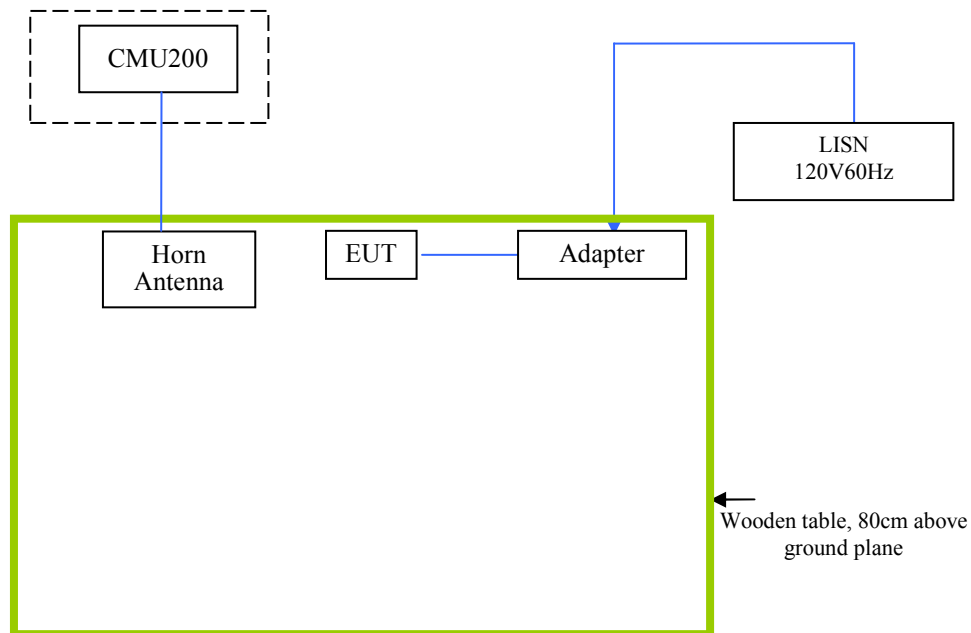 CMU200
LISN
120V60Hz
Horn
Antenna
EUT
Adapter
Wooden table, 80cm above
ground plane